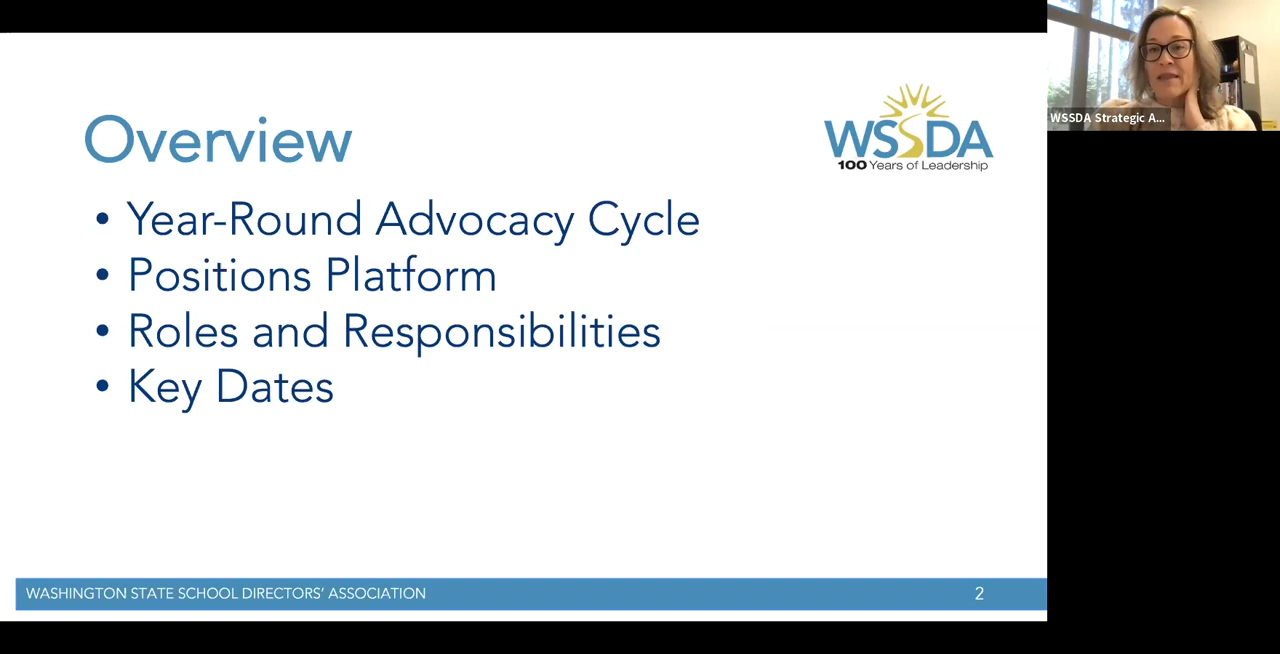 Overview
WSSDA
100 Years of Leadership
• Year-Round Advocacy Cycle
• Positions Platform
• Roles and Responsibilities
• Key Dates
WASHINGTON STATE SCHOOL DIRECTORS’ ASSOCIATION
2
WSSDA Strategic A...